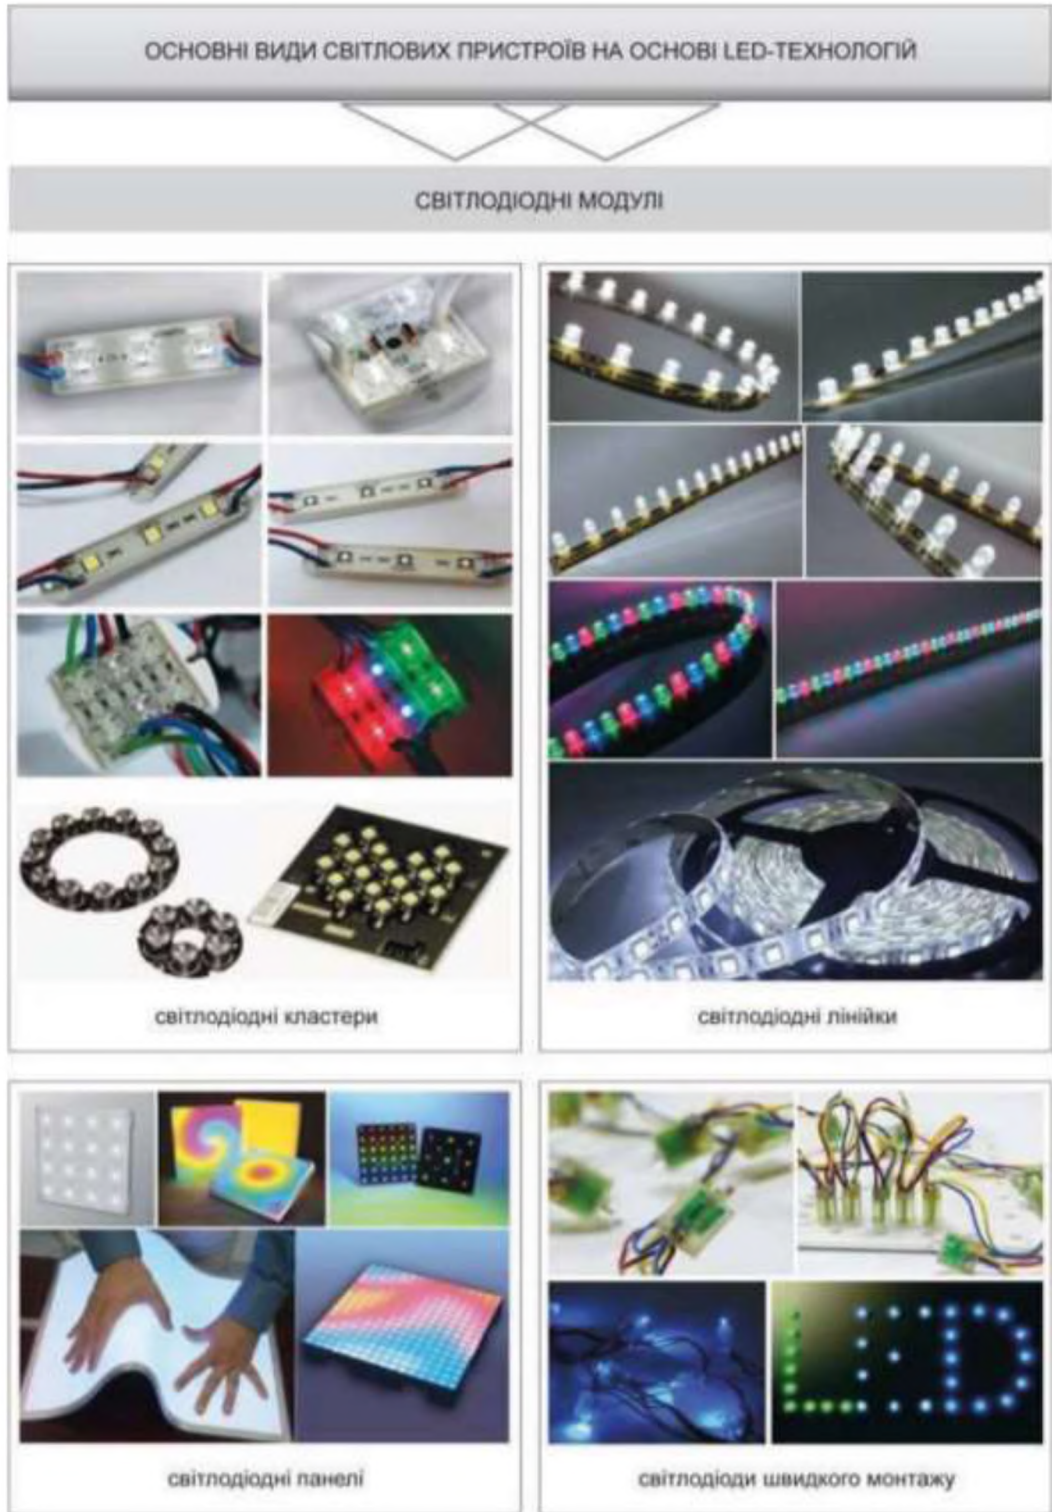 ОСНОВНІ ВИДИ СВІТЛОВИХ ПРИСТРОЇВ НА ОСНОВІ LED-ТЕХНОЛОГІЙ
СВІТЛОДІОДНІ МОДУЛІ
світлодіодні кластери
світлодіодні лінійки
LED
світлодіодні панелі
світлодіоди швидкого монтажу